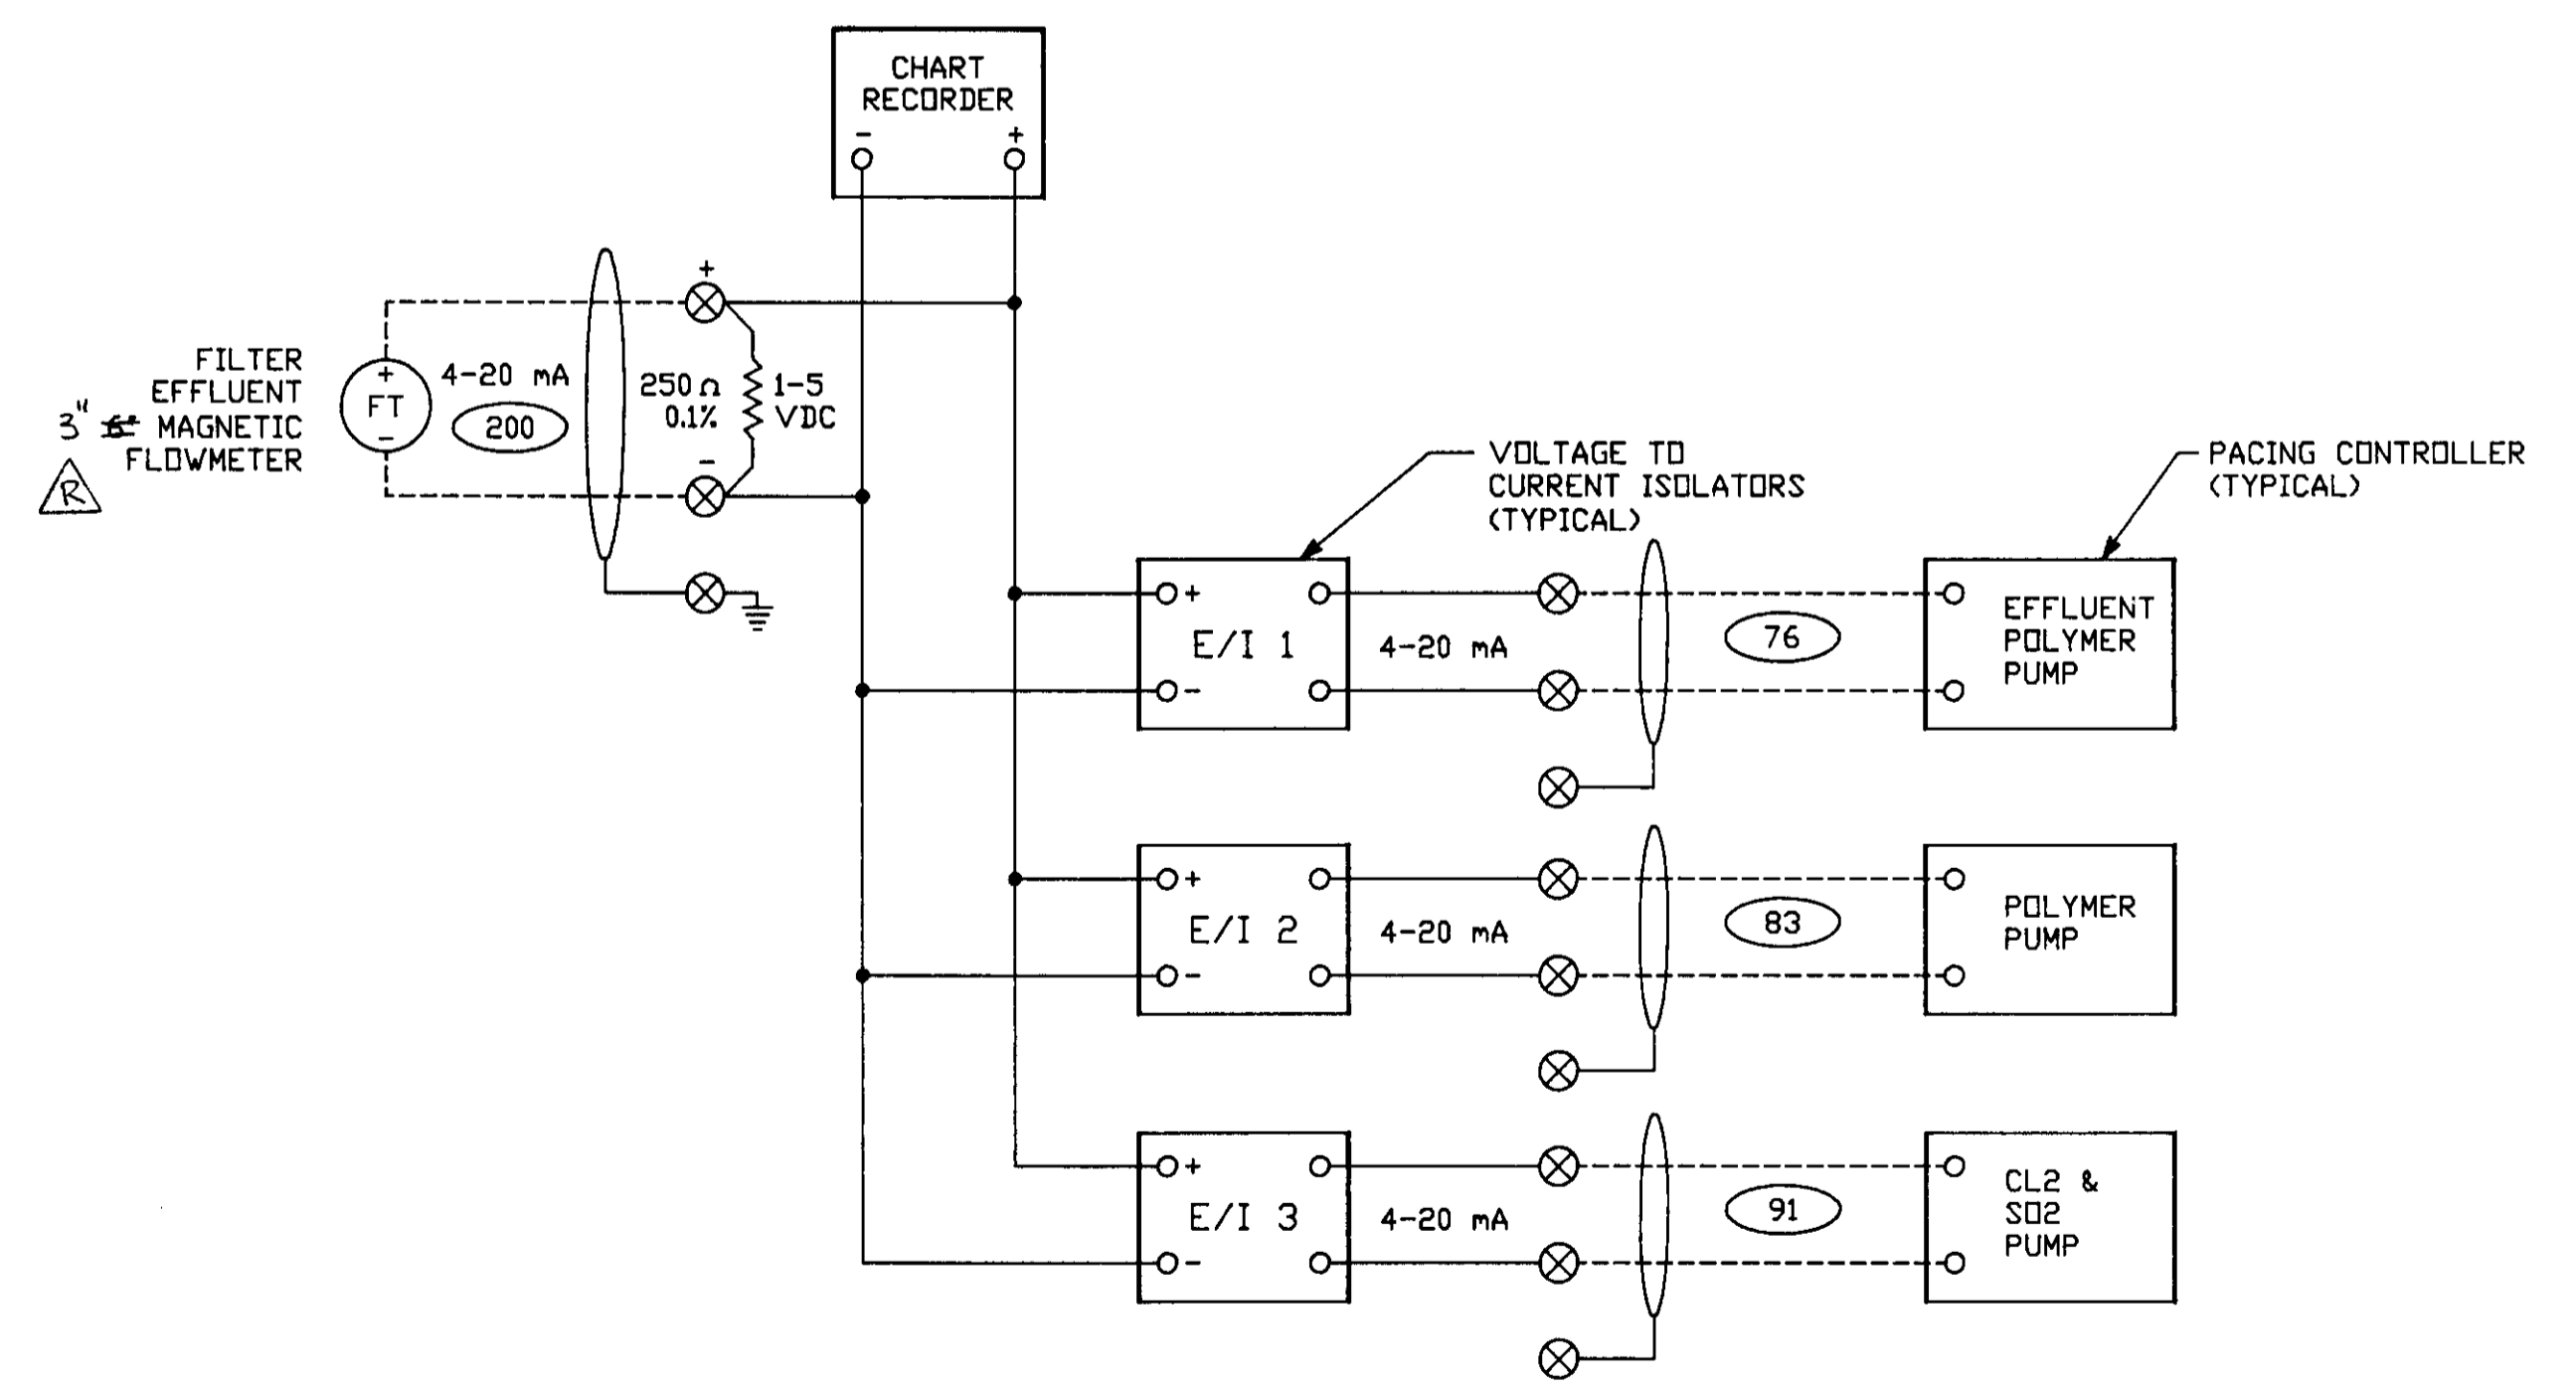 CHART
RECORDER
- +
+
FILTER
EFFLUENT
3" 6" MAGNETIC
FLOWMETER
R
+
FT
-
4-20 mA
200
250Ω
0.1%
1-5
VDC
-
VOLTAGE TO
CURRENT ISOLATORS
(TYPICAL)
PACING CONTROLLER
(TYPICAL)
+
E/I 1
-
4-20 mA
76
EFFLUENT
POLYMER
PUMP
+
E/I 2
-
4-20 mA
83
POLYMER
PUMP
+
E/I 3
-
4-20 mA
91
CL2 &
SO2
PUMP